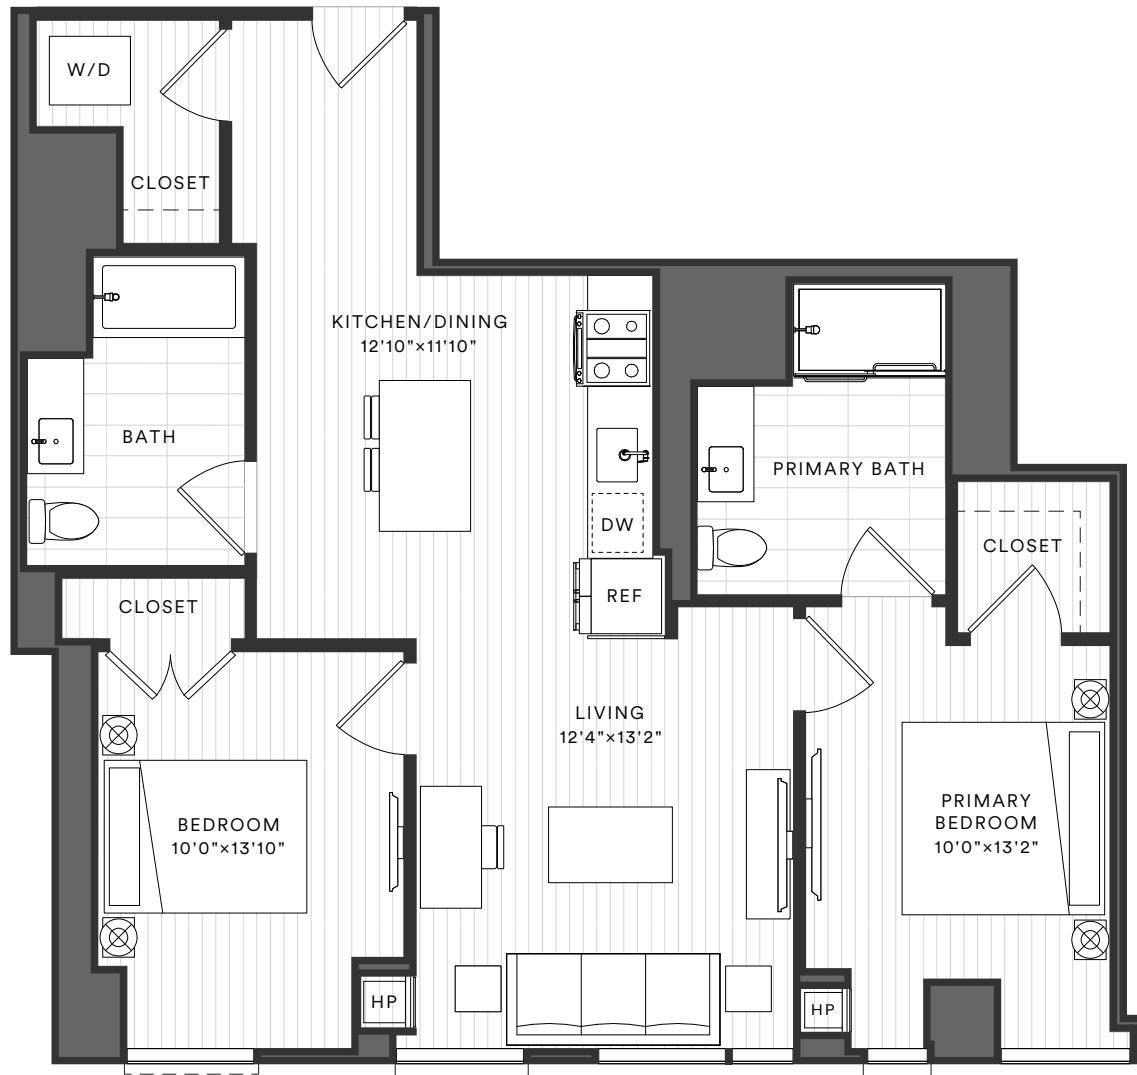 W/D
CLOSET
KITCHEN/DINING
12'10"×11'10"
BATH
PRIMARY BATH
DW
CLOSET
REF
CLOSET
LIVING
12'4"×13'2"
PRIMARY
BEDROOM
10'0"×13'2"
BEDROOM
10'0"×13'10"
HP
HP